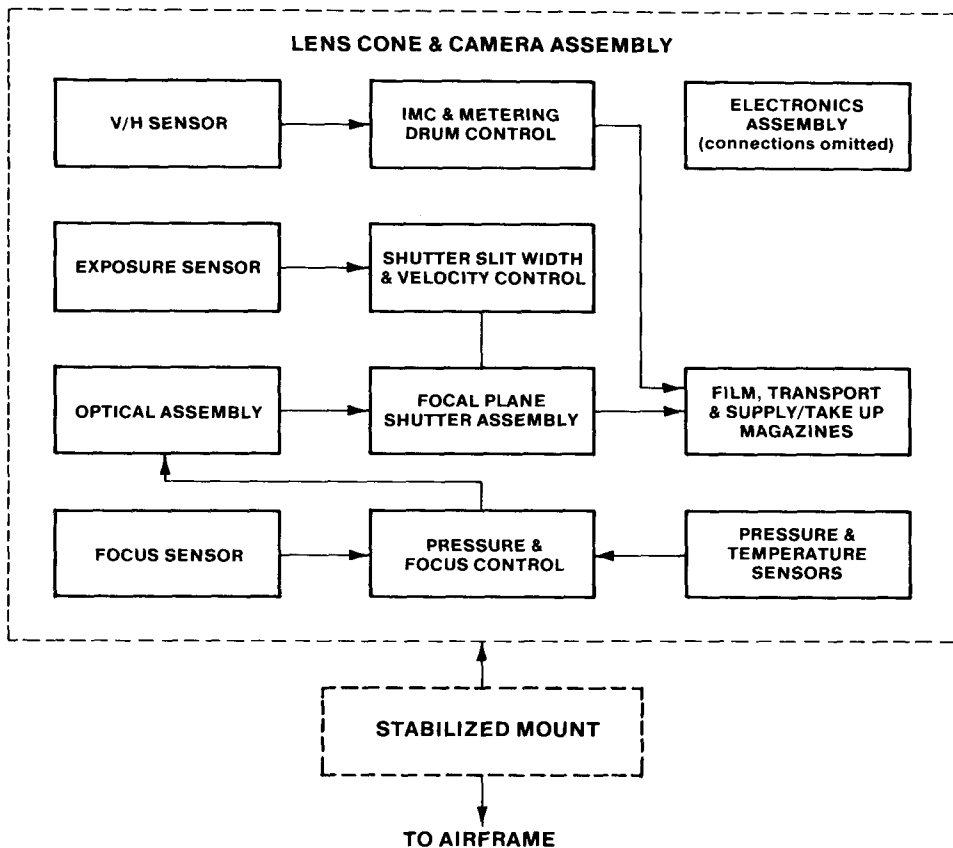 LENS CONE & CAMERA ASSEMBLY
V/H SENSOR
IMC & METERING
DRUM CONTROL
ELECTRONICS
ASSEMBLY
(connections omitted)
EXPOSURE SENSOR
SHUTTER SLIT WIDTH
& VELOCITY CONTROL
OPTICAL ASSEMBLY
FOCAL PLANE
SHUTTER ASSEMBLY
FILM, TRANSPORT
& SUPPLY/TAKE UP
MAGAZINES
FOCUS SENSOR
PRESSURE &
FOCUS CONTROL
PRESSURE &
TEMPERATURE
SENSORS
STABILIZED MOUNT
TO AIRFRAME